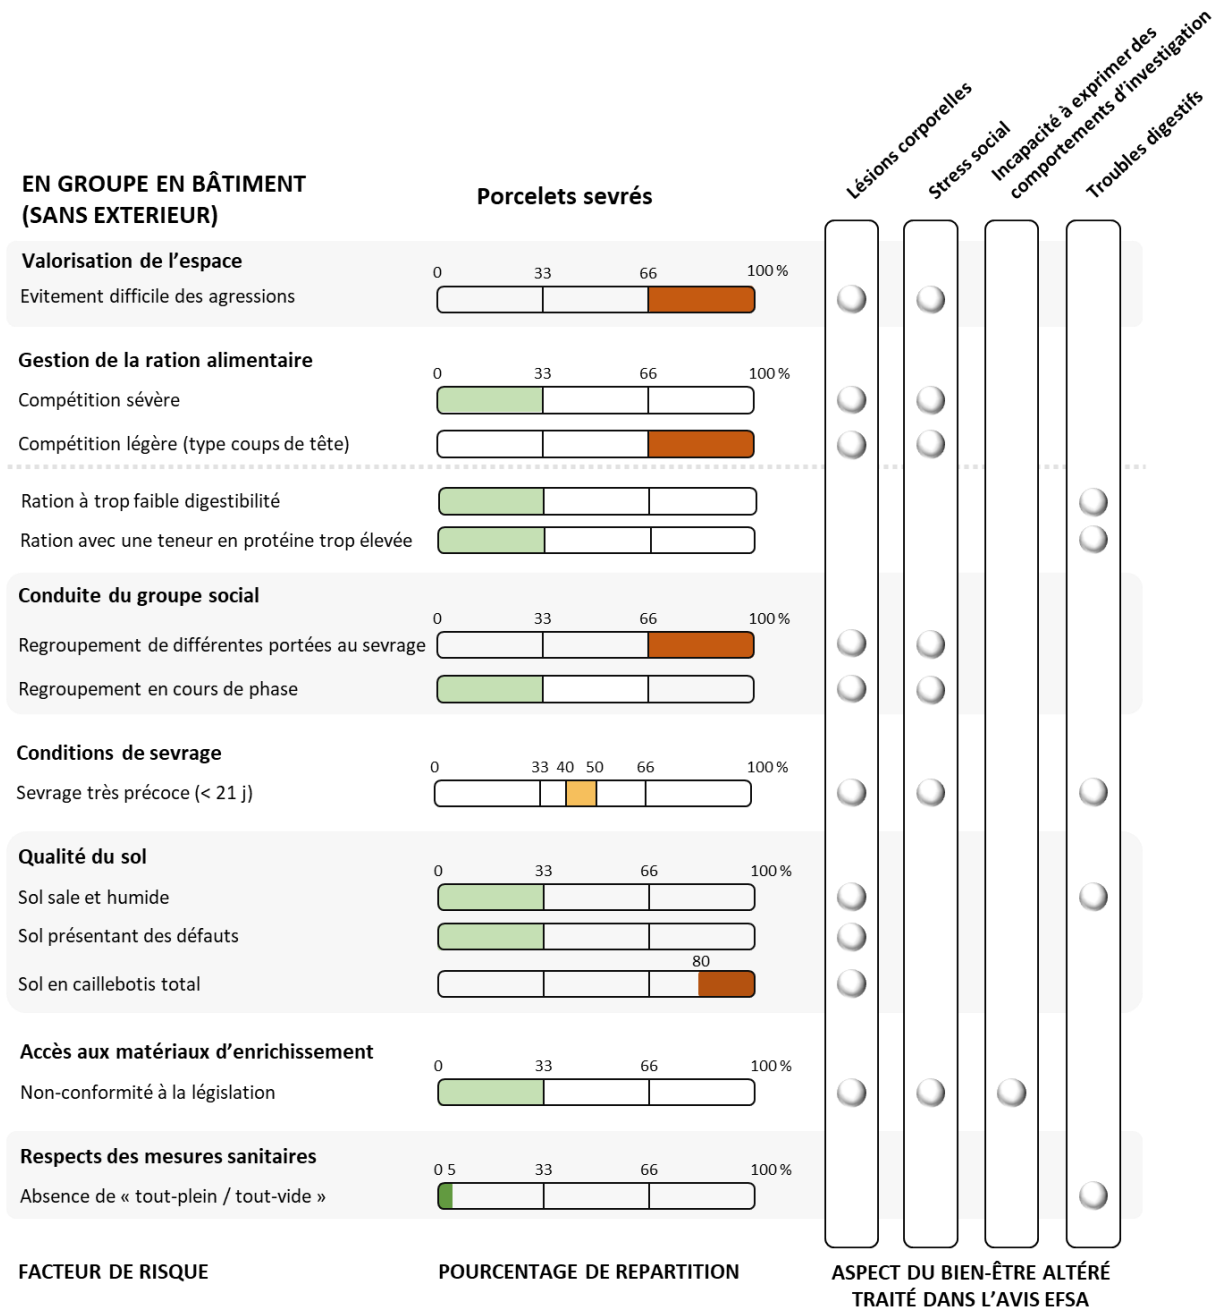 Lésions corporelles
Stress social
Incapacité à exprimer des
comportements d'investigation
Troubles digestifs
EN GROUPE EN BÂTIMENT
(SANS EXTERIEUR)
Porcelets sevrés
Valorisation de l'espace
0 33 66 100 %
Evitement difficile des agressions
Gestion de la ration alimentaire
0 33 66 100 %
Compétition sévère
Compétition légère (type coups de tête)
Ration à trop faible digestibilité
Ration avec une teneur en protéine trop élevée
Conduite du groupe social
0 33 66 100 %
Regroupement de différentes portées au sevrage
Regroupement en cours de phase
Conditions de sevrage
0 33 40 50 66 100 %
Sevrage très précoce (< 21 j)
Qualité du sol
0 33 66 100 %
Sol sale et humide
Sol présentant des défauts
80
Sol en caillebotis total
Accès aux matériaux d'enrichissement
0 33 66 100 %
Non-conformité à la législation
Respects des mesures sanitaires
0 5 33 66 100 %
Absence de « tout-plein / tout-vide »
FACTEUR DE RISQUE
POURCENTAGE DE REPARTITION
ASPECT DU BIEN-ÊTRE ALTÉRÉ
TRAITÉ DANS L'AVIS EFSA